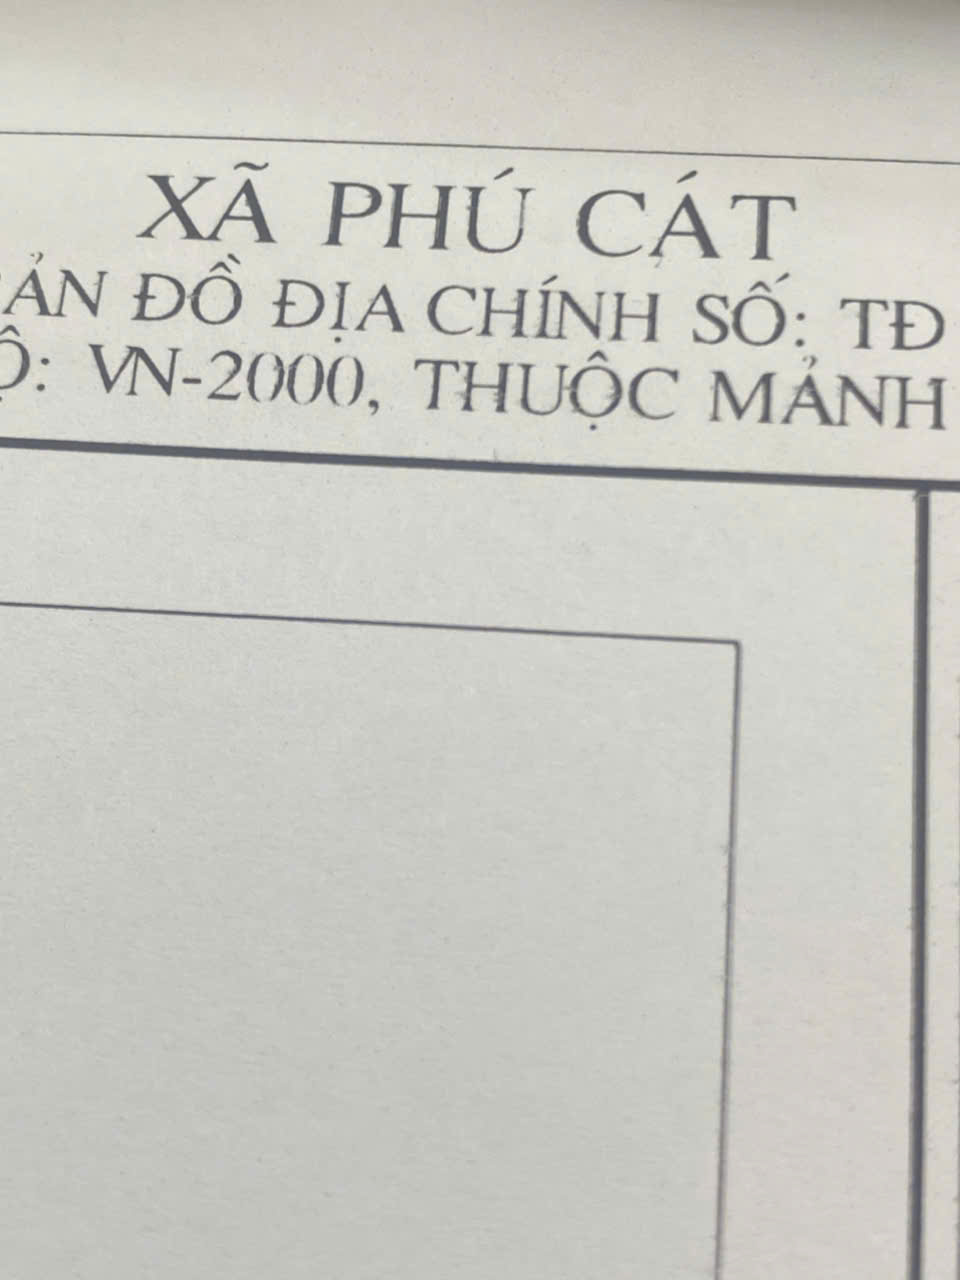 XÃ PHÚ CÁT
ẢN ĐỒ ĐỊA CHÍNH SỐ: TĐ
Ộ: VN-2000, THUỘC MẢNH